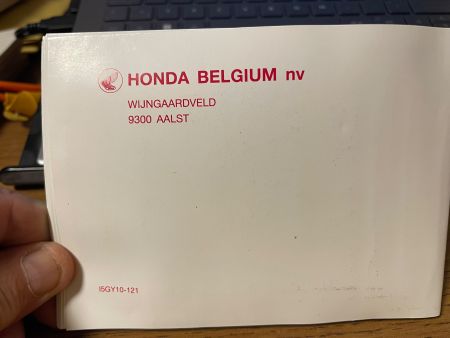 HONDA BELGIUM nv
WIJNGAARDVELD
9300 AALST
I5GY10-121